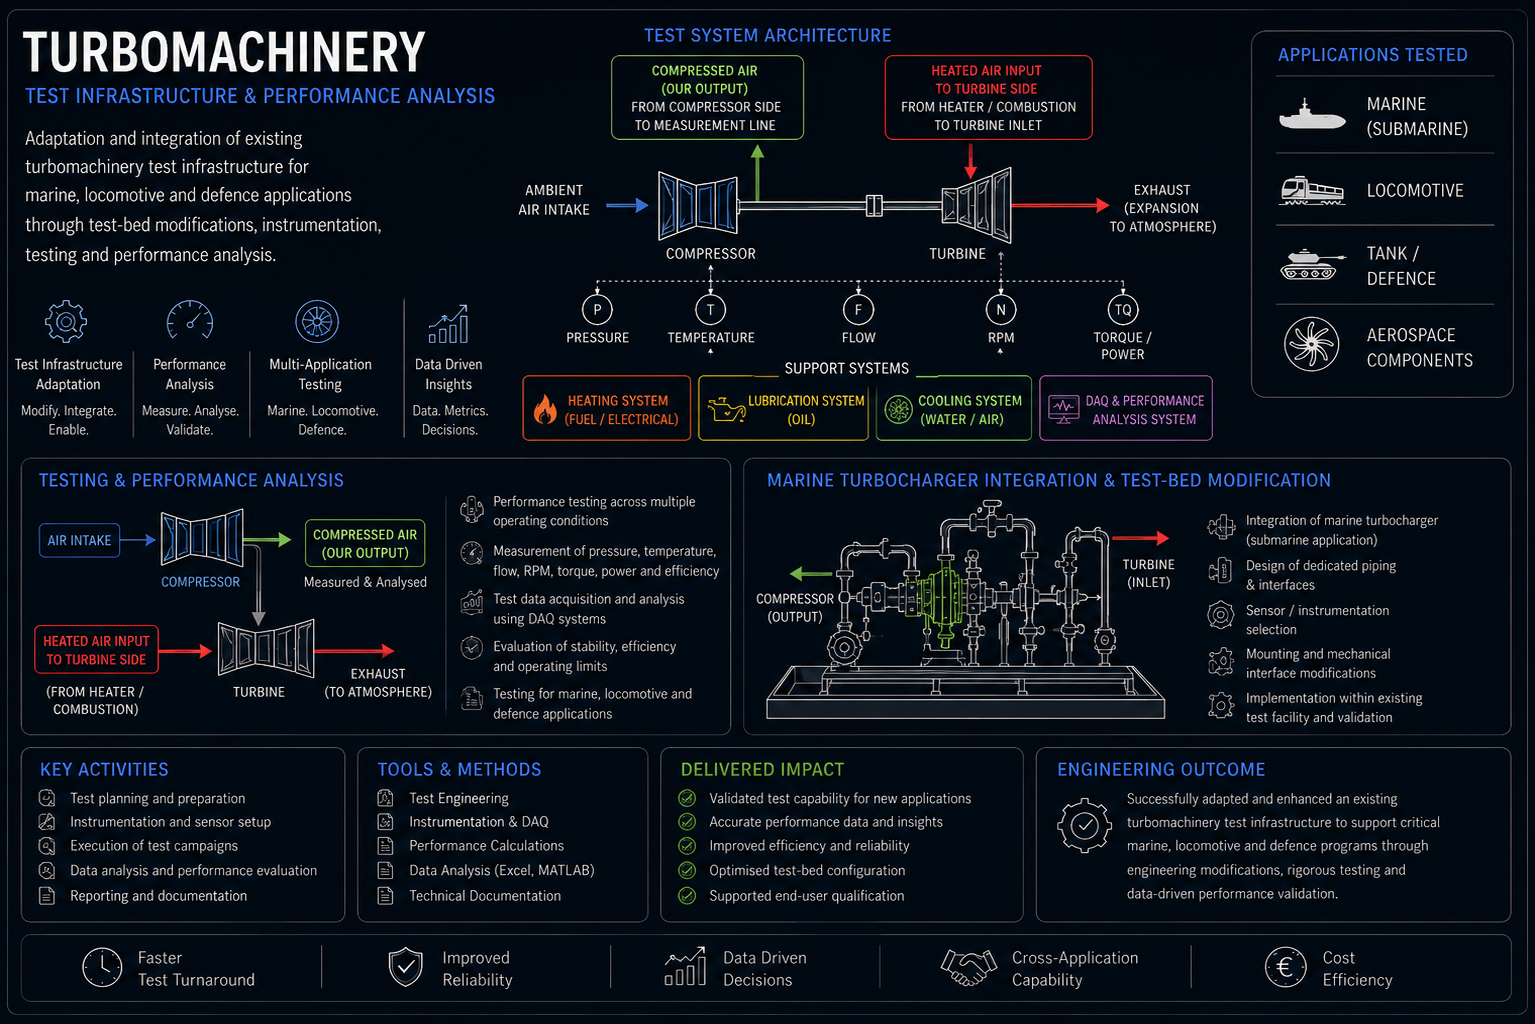 TURBOMACHINERY
TEST INFRASTRUCTURE & PERFORMANCE ANALYSIS
Adaptation and integration of existing
turbomachinery test infrastructure for
marine, locomotive and defence applications
through test-bed modifications, instrumentation,
testing and performance analysis.
Test Infrastructure
Adaptation
Modify. Integrate.
Enable.
Performance
Analysis
Measure. Analyse.
Validate.
Multi-Application
Testing
Marine. Locomotive.
Defence.
Data Driven
Insights
Data. Metrics.
Decisions.
TEST SYSTEM ARCHITECTURE
COMPRESSED AIR
(OUR OUTPUT)
FROM COMPRESSOR SIDE
TO MEASUREMENT LINE
HEATED AIR INPUT
TO TURBINE SIDE
FROM HEATER / COMBUSTION
TO TURBINE INLET
AMBIENT
AIR INTAKE
COMPRESSOR
TURBINE
EXHAUST
(EXPANSION
TO ATMOSPHERE)
P
PRESSURE
T
TEMPERATURE
F
FLOW
N
RPM
TQ
TORQUE /
POWER
SUPPORT SYSTEMS
HEATING SYSTEM
(FUEL / ELECTRICAL)
LUBRICATION SYSTEM
(OIL)
COOLING SYSTEM
(WATER / AIR)
DAQ & PERFORMANCE
ANALYSIS SYSTEM
APPLICATIONS TESTED
MARINE
(SUBMARINE)
LOCOMOTIVE
TANK /
DEFENCE
AEROSPACE
COMPONENTS
TESTING & PERFORMANCE ANALYSIS
AIR INTAKE
COMPRESSOR
COMPRESSED AIR
(OUR OUTPUT)
Measured & Analysed
HEATED AIR INPUT
TO TURBINE SIDE
(FROM HEATER /
COMBUSTION)
TURBINE
EXHAUST
(TO ATMOSPHERE)
Performance testing across multiple
operating conditions
Measurement of pressure, temperature,
flow, RPM, torque, power and efficiency
Test data acquisition and analysis
using DAQ systems
Evaluation of stability, efficiency
and operating limits
Testing for marine, locomotive and
defence applications
MARINE TURBOCHARGER INTEGRATION & TEST-BED MODIFICATION
COMPRESSOR
(OUTPUT)
TURBINE
(INLET)
Integration of marine turbocharger
(submarine application)
Design of dedicated piping
& interfaces
Sensor / instrumentation
selection
Mounting and mechanical
interface modifications
Implementation within existing
test facility and validation
KEY ACTIVITIES
Test planning and preparation
Instrumentation and sensor setup
Execution of test campaigns
Data analysis and performance evaluation
Reporting and documentation
TOOLS & METHODS
Test Engineering
Instrumentation & DAQ
Performance Calculations
Data Analysis (Excel, MATLAB)
Technical Documentation
DELIVERED IMPACT
Validated test capability for new applications
Accurate performance data and insights
Improved efficiency and reliability
Optimised test-bed configuration
Supported end-user qualification
ENGINEERING OUTCOME
Successfully adapted and enhanced an existing
turbomachinery test infrastructure to support critical
marine, locomotive and defence programs through
engineering modifications, rigorous testing and
data-driven performance validation.
Faster
Test Turnaround
Improved
Reliability
Data Driven
Decisions
Cross-Application
Capability
€
Cost
Efficiency